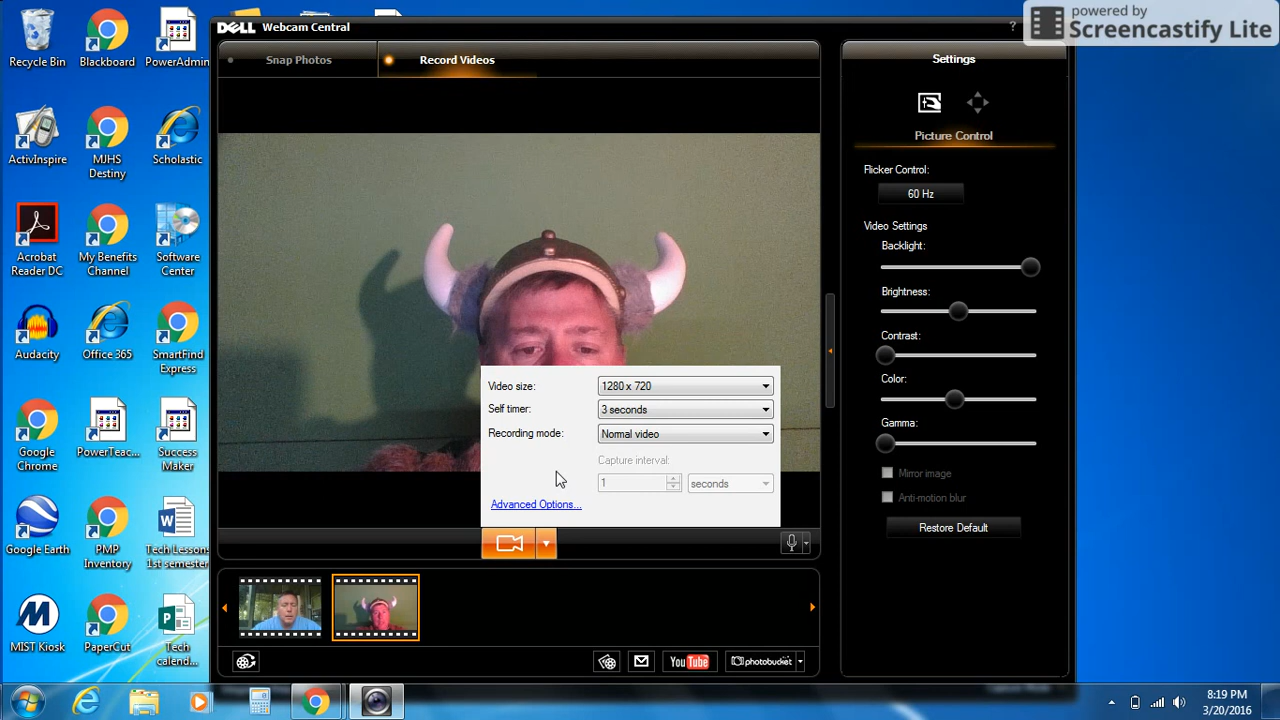 powered by
Screencastify Lite
DELL Webcam Central
?
Snap Photos
Record Videos
Settings
Picture Control
Flicker Control:
60 Hz
Video Settings
Backlight:
Brightness:
Contrast:
Color:
Gamma:
Mirror image
Anti-motion blur
Restore Default
Video size:
1280 x 720
Self timer:
3 seconds
Recording mode:
Normal video
Capture interval:
1
seconds
Advanced Options...
You Tube
photobucket
Recycle Bin
Blackboard
PowerAdmin
ActivInspire
MJHS
Destiny
Scholastic
Acrobat
Reader DC
My Benefits
Channel
Software
Center
Audacity
Office 365
SmartFind
Express
Google
Chrome
PowerTeac...
Success
Maker
Google Earth
PMP
Inventory
Tech Lessons
1st semester
MIST Kiosk
PaperCut
Tech
calend...
8:19 PM
3/20/2016